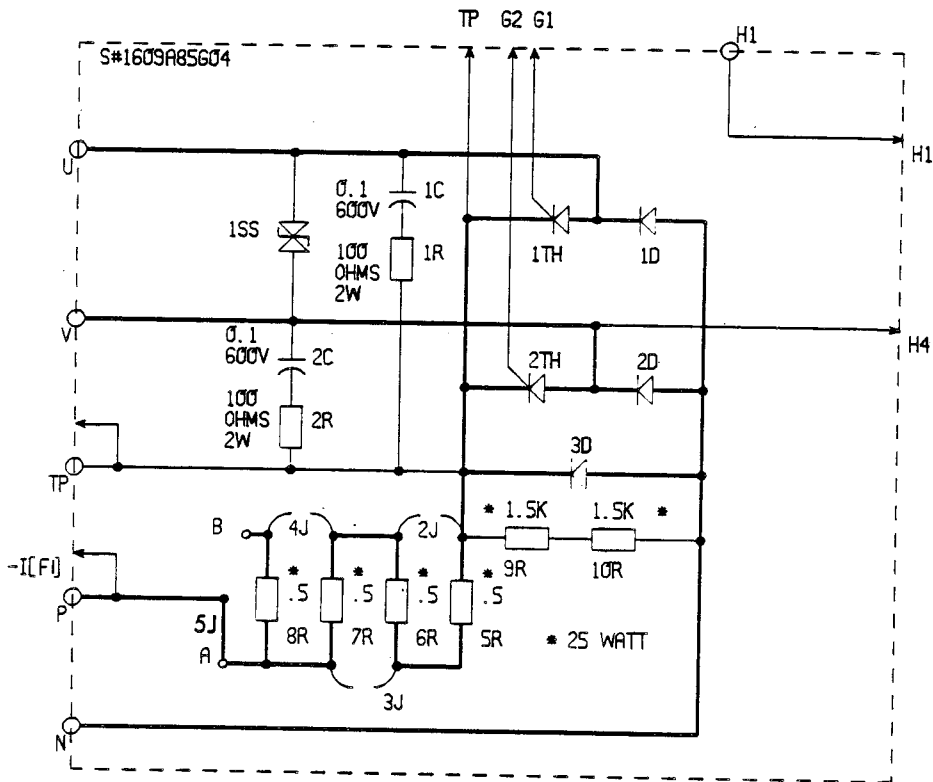 TP G2 G1
H1
S#1609A85G04
U
H1
0.1
600V
1C
1SS
100
OHMS
2W
1R
1TH
1D
V
H4
0.1
600V
2C
2TH
2D
100
OHMS
2W
2R
TP
3D
B
4J
2J
* 1.5K
1.5K *
-I[FI]
9R
10R
* .5
* .5
* .5
* .5
P
5J
8R
7R
6R
5R
* 25 WATT
A
3J
N